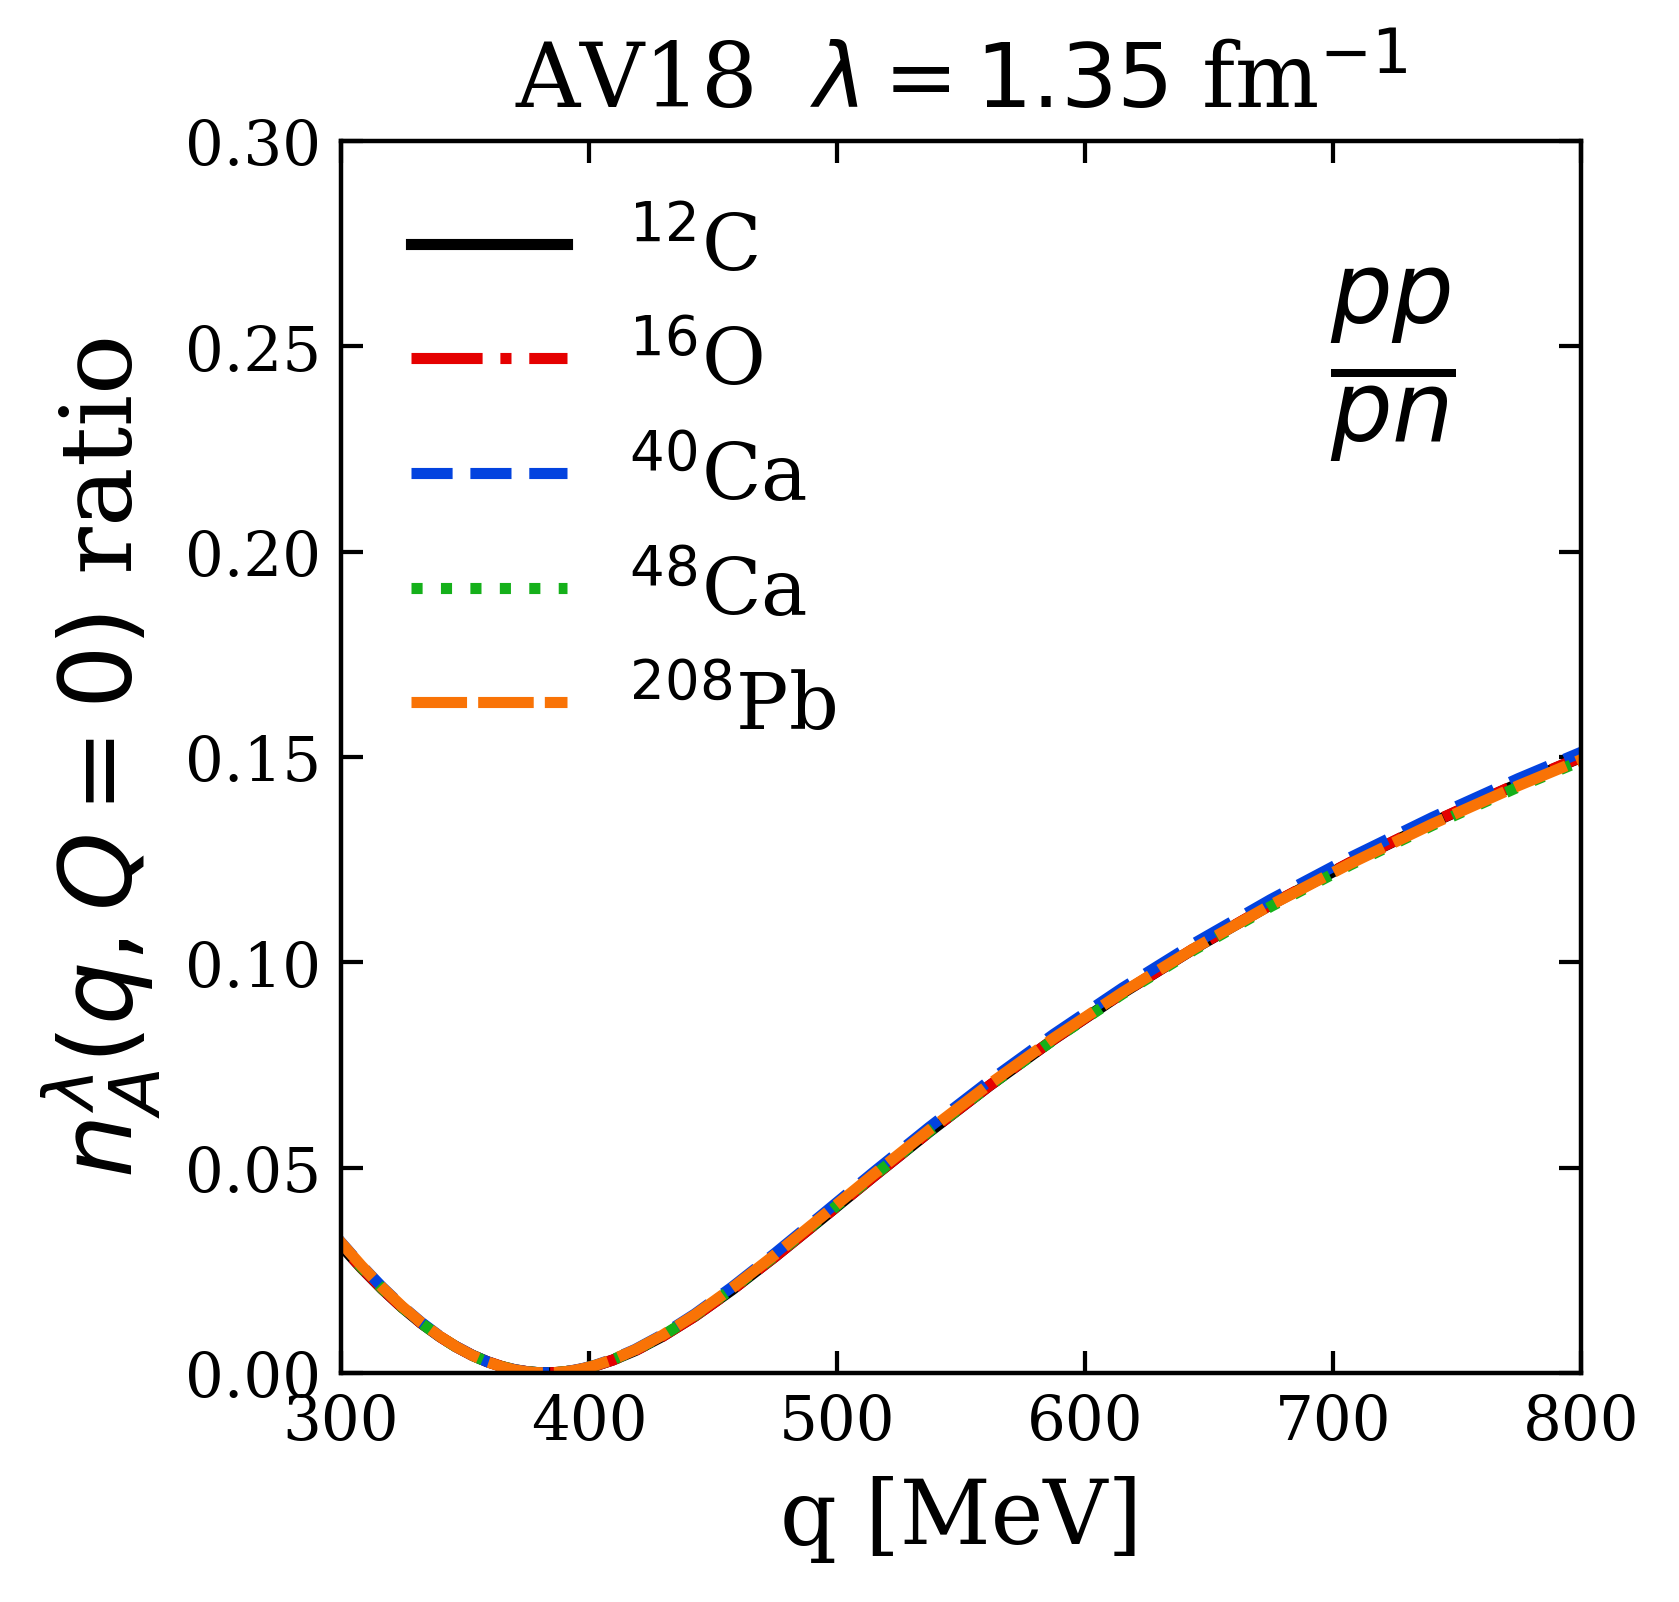 AV18 λ = 1.35 fm⁻¹
n_A^λ(q, Q = 0) ratio
0.30
0.25
0.20
0.15
0.10
0.05
0.00
¹²C
¹⁶O
⁴⁰Ca
⁴⁸Ca
²⁰⁸Pb
pp
pn
300 400 500 600 700 800
q [MeV]